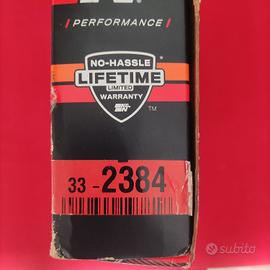 PERFORMANCE
NO-HASSLE
LIFETIME
LIMITED
WARRANTY
K&N
TM
33-2384
subito